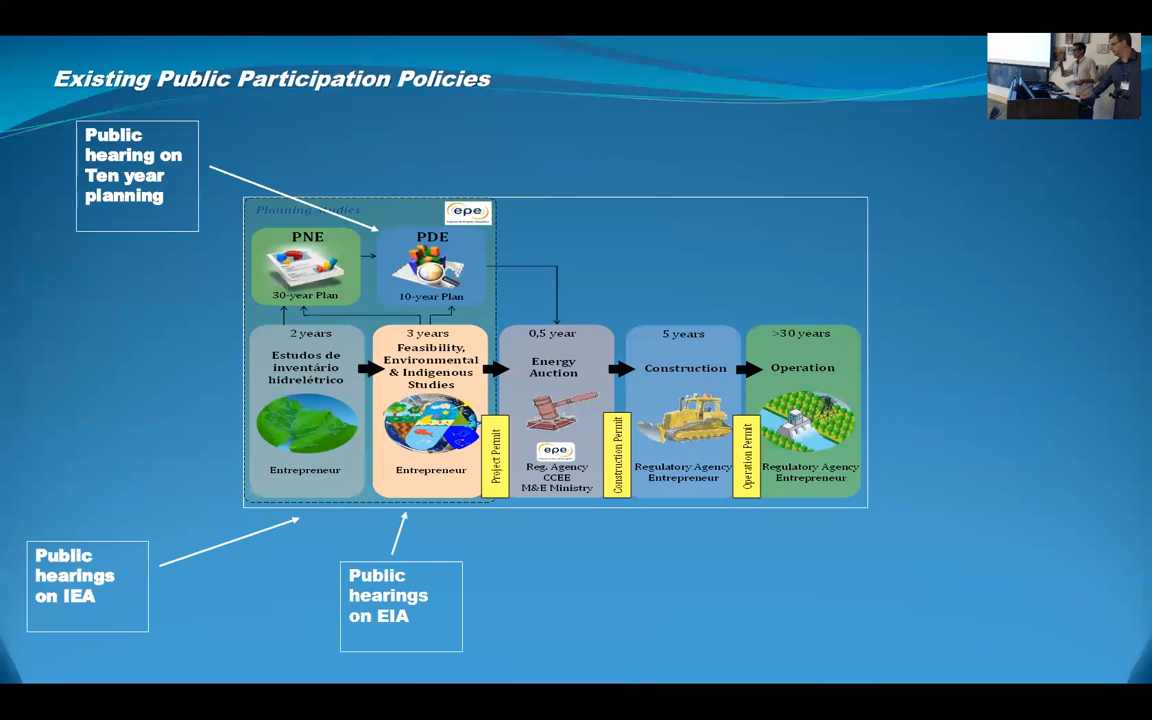 Existing Public Participation Policies
Public
hearing on
Ten year
planning
Planning Studies
epe
PNE
30-year Plan
PDE
10-year Plan
2 years
Estudos de
inventário
hidrelétrico
Entrepreneur
3 years
Feasibility,
Environmental
& Indigenous
Studies
Entrepreneur
Project Permit
0,5 year
Energy
Auction
epe
Reg. Agency
CCEE
M&E Ministry
Construction Permit
5 years
Construction
Regulatory Agency
Entrepreneur
Operation Permit
>30 years
Operation
Regulatory Agency
Entrepreneur
Public
hearings
on IEA
Public
hearings
on EIA